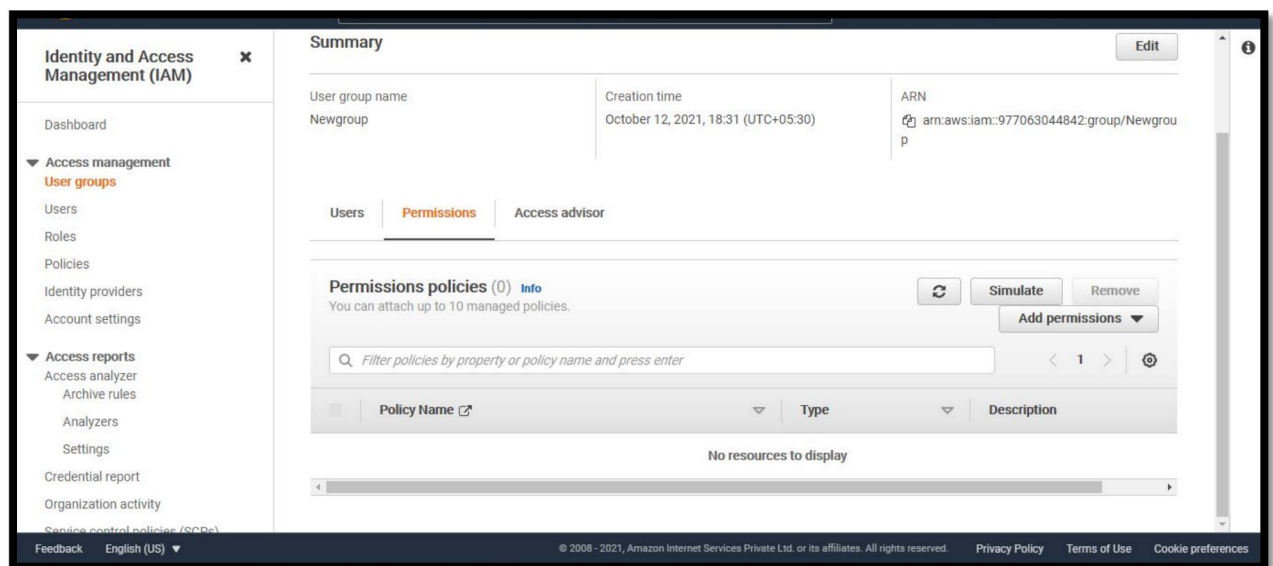 Identity and Access
Management (IAM)
Dashboard
Access management
User groups
Users
Roles
Policies
Identity providers
Account settings
Access reports
Access analyzer
Archive rules
Analyzers
Settings
Credential report
Organization activity
Service control policies (SCPs)
Summary
Edit
User group name
Newgroup
Creation time
October 12, 2021, 18:31 (UTC+05:30)
ARN
arn:aws:iam::977063044842:group/Newgrou
p
Users Permissions Access advisor
Permissions policies (0) Info
You can attach up to 10 managed policies.
Simulate Remove
Add permissions
Filter policies by property or policy name and press enter
1
Policy Name Type Description
No resources to display
Feedback English (US) © 2008 - 2021, Amazon Internet Services Private Ltd. or its affiliates. All rights reserved. Privacy Policy Terms of Use Cookie preferences